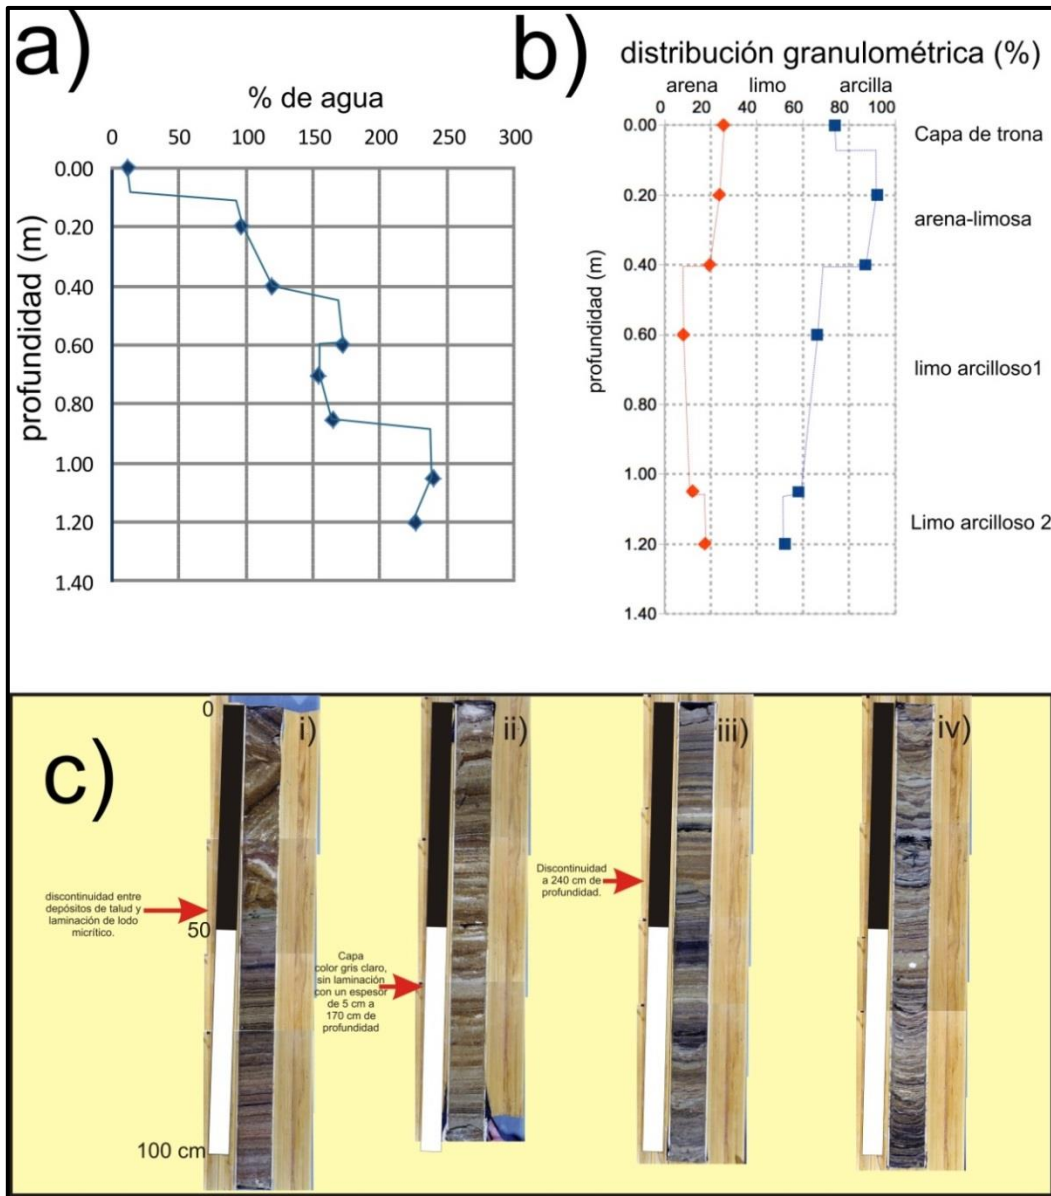 a)
% de agua
0 50 100 150 200 250 300
0.00
0.20
0.40
0.60
0.80
1.00
1.20
1.40
profundidad (m)
b)
distribución granulométrica (%)
arena limo arcilla
0 20 40 60 80 100
0.00
0.20
0.40
0.60
0.80
1.00
1.20
1.40
profundidad (m)
Capa de trona
arena-limosa
limo arcilloso1
Limo arcilloso 2
c)
0
50
100 cm
i)
discontinuidad entre
depósitos de talud y
laminación de lodo
micrítico.
ii)
Capa
color gris claro,
sin laminación
con un espesor
de 5 cm a
170 cm de
profundidad
iii)
Discontinuidad
a 240 cm de
profundidad.
iv)